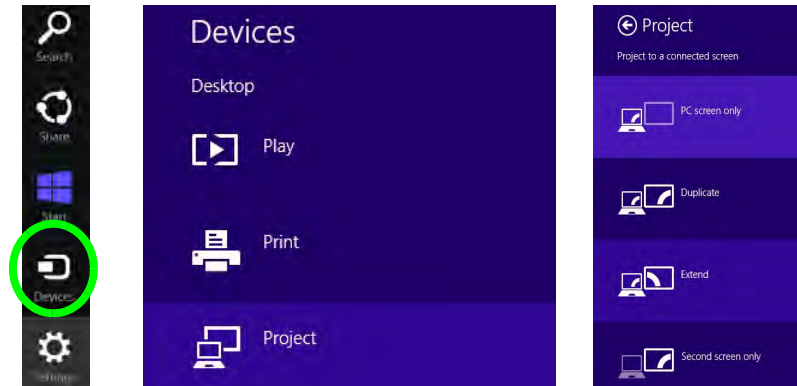 Search
Share
Start
Devices
Settings
Devices
Desktop
Play
Print
Project
Project
Project to a connected screen
PC screen only
Duplicate
Extend
Second screen only